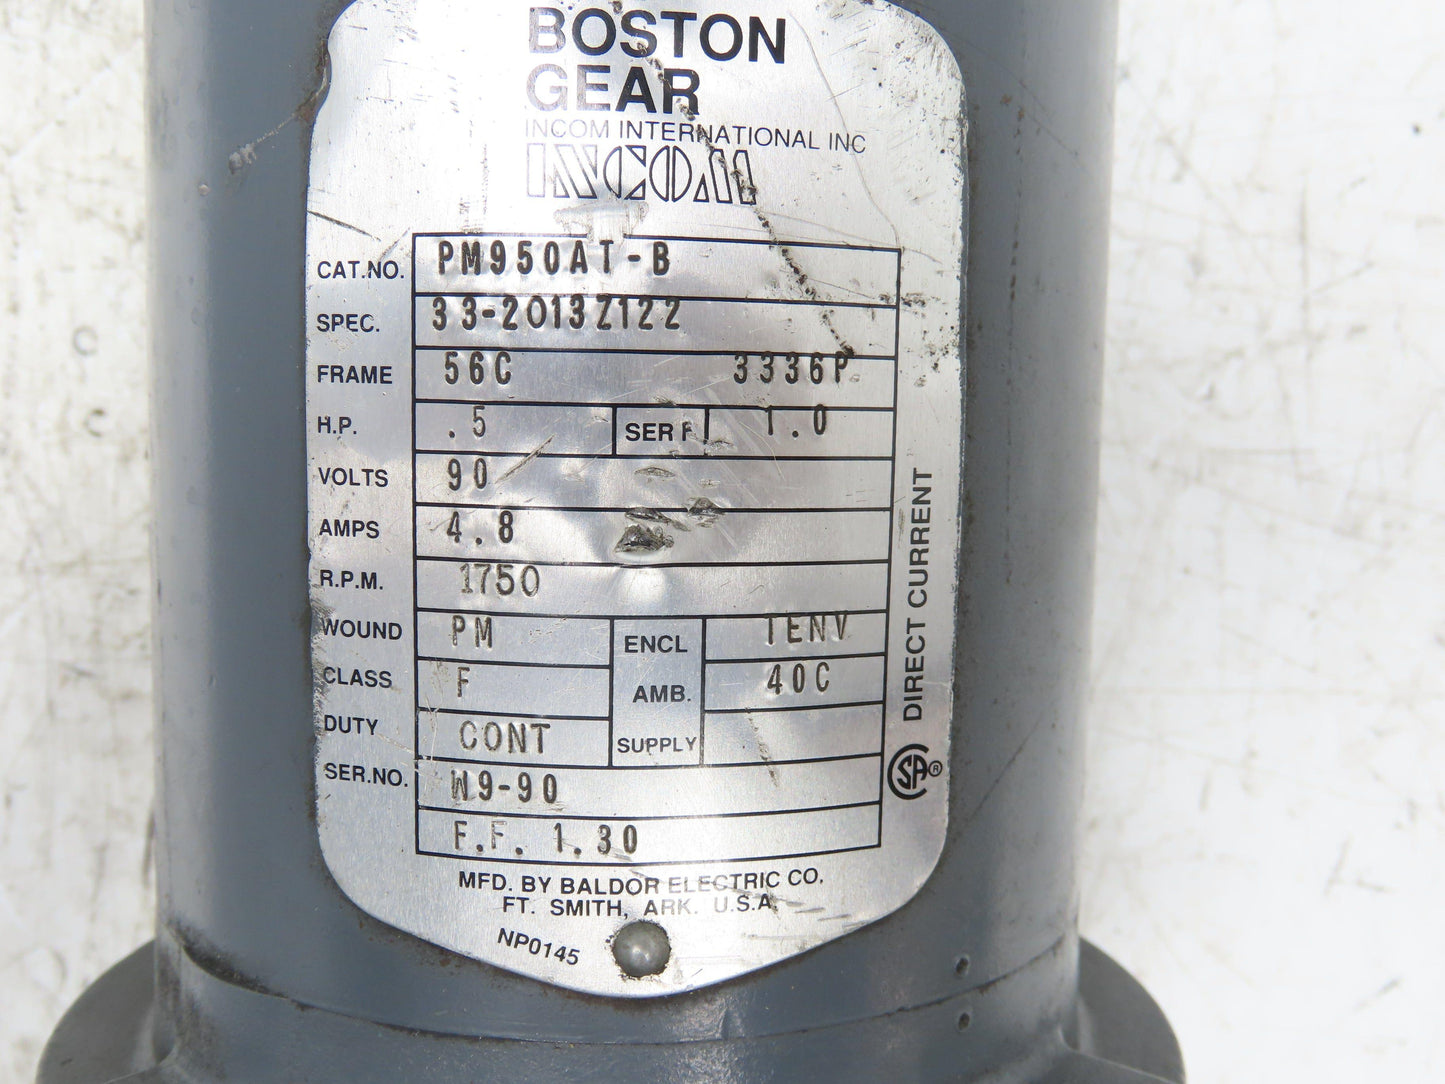 BOSTON
GEAR
INCOM INTERNATIONAL INC
INCOM
CAT.NO. PM950AT-B
SPEC. 33-2013Z122
FRAME 56C 3336P
H.P. .5 SER F 1.0
VOLTS 90
AMPS 4.8
R.P.M. 1750
WOUND PM ENCL TENV
CLASS F AMB. 40C
DUTY CONT SUPPLY
SER.NO. W9-90
F.F. 1.30
DIRECT CURRENT
SA ®
MFD. BY BALDOR ELECTRIC CO.
FT. SMITH, ARK. U.S.A.
NP0145